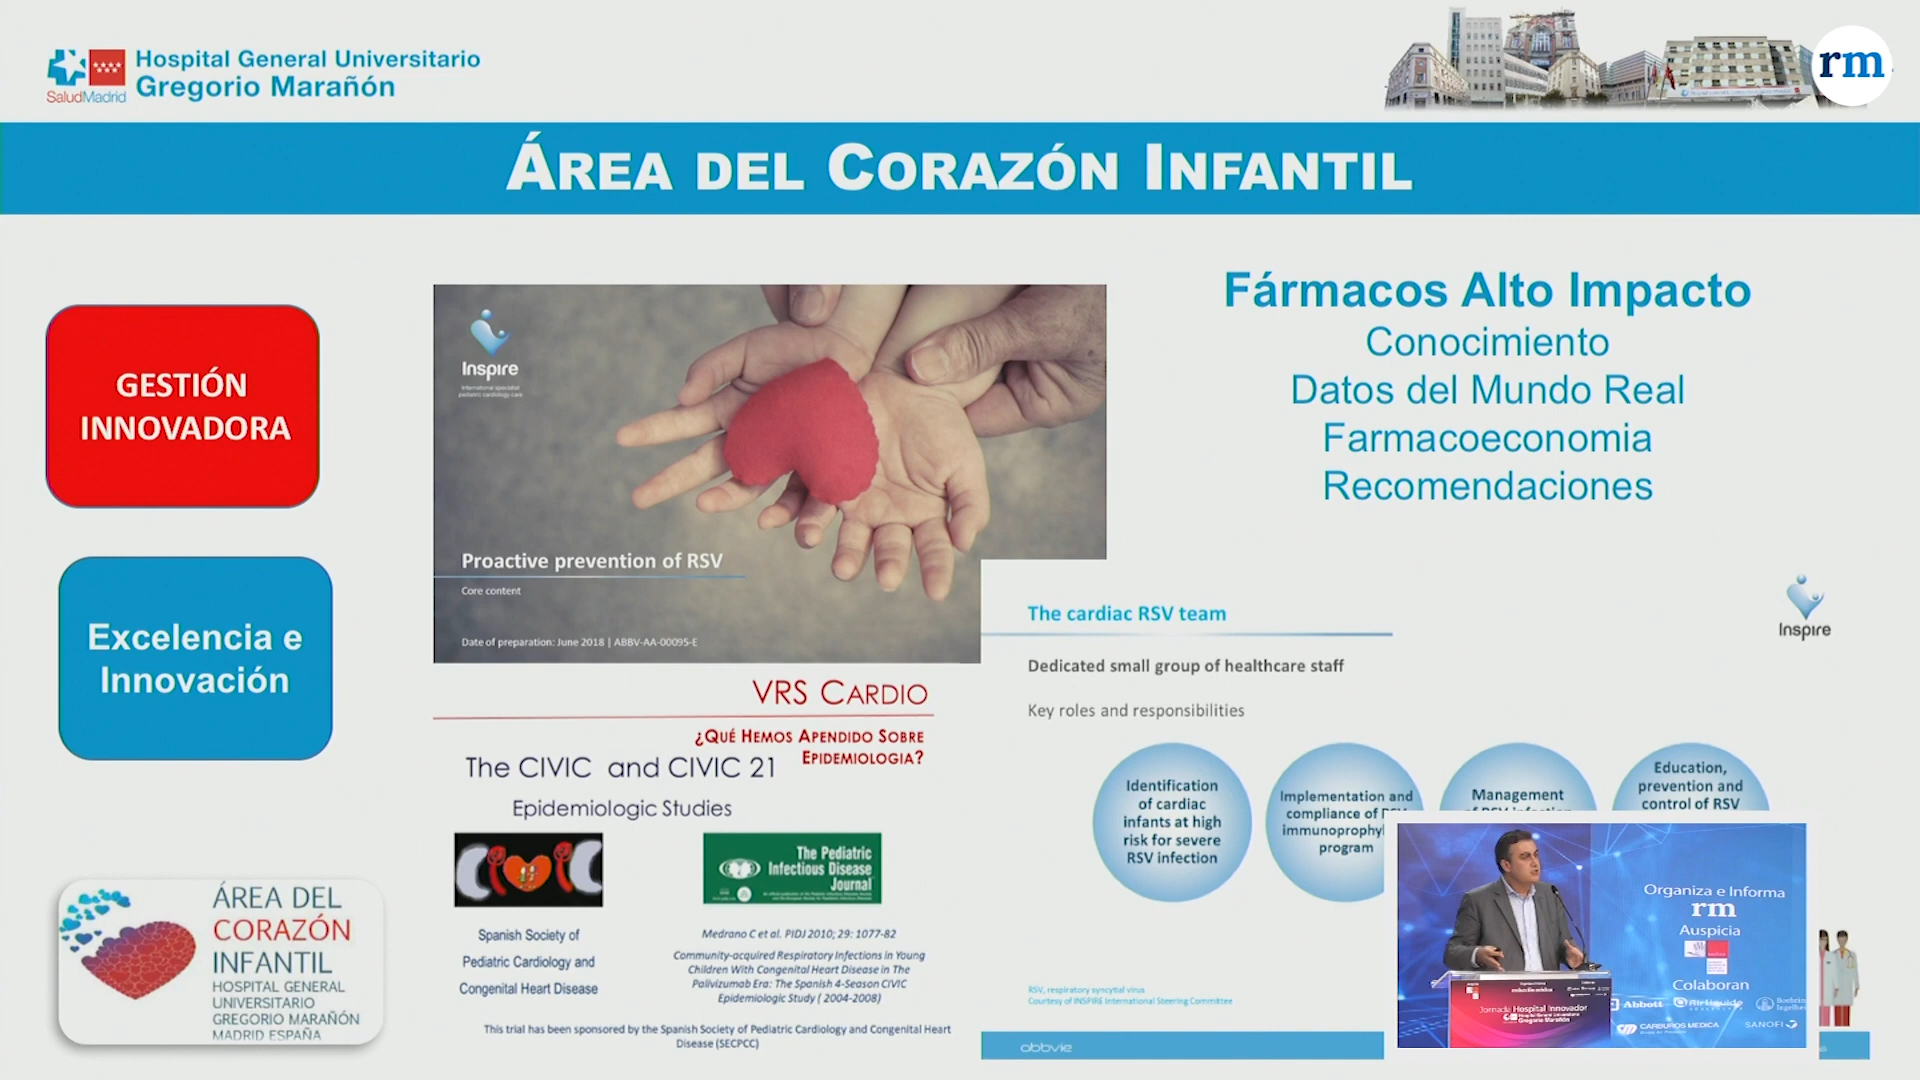 Hospital General Universitario
Gregorio Marañón
SaludMadrid
rm
ÁREA DEL CORAZÓN INFANTIL
GESTIÓN
INNOVADORA
Excelencia e
Innovación
Inspire
International specialist
pediatric cardiology care
Proactive prevention of RSV
Core content
Date of preparation: June 2018 | ABBV-AA-00095-E
Fármacos Alto Impacto
Conocimiento
Datos del Mundo Real
Farmacoeconomia
Recomendaciones
VRS CARDIO
¿QUÉ HEMOS APENDIDO SOBRE
EPIDEMIOLOGIA?
The CIVIC and CIVIC 21
Epidemiologic Studies
CIVIC
The Pediatric
Infectious Disease
Journal
Spanish Society of
Pediatric Cardiology and
Congenital Heart Disease
Medrano C et al. PIDJ 2010; 29: 1077-82
Community-acquired Respiratory Infections in Young
Children With Congenital Heart Disease in The
Palivizumab Era: The Spanish 4-Season CIVIC
Epidemiologic Study ( 2004-2008)
This trial has been sponsored by the Spanish Society of Pediatric Cardiology and Congenital Heart
Disease (SECPCC)
The cardiac RSV team
Inspire
Dedicated small group of healthcare staff
Key roles and responsibilities
Identification
of cardiac
infants at high
risk for severe
RSV infection
Implementation and
compliance of RSV
immunoprophyl
program
Management
of RSV infection
Education,
prevention and
control of RSV
RSV, respiratory syncytial virus
Courtesy of INSPIRE International Steering Committee
abbvie
ÁREA DEL
CORAZÓN
INFANTIL
HOSPITAL GENERAL
UNIVERSITARIO
GREGORIO MARAÑÓN
MADRID ESPAÑA
Organiza e Informa
rm
Auspicia
Colaboran
Abbott
Air Liquide
Boehringer
Ingelheim
CARBUROS MEDICA
SANOFI
Jornada Hospital Innovador
Hospital General Universitario
Gregorio Marañón